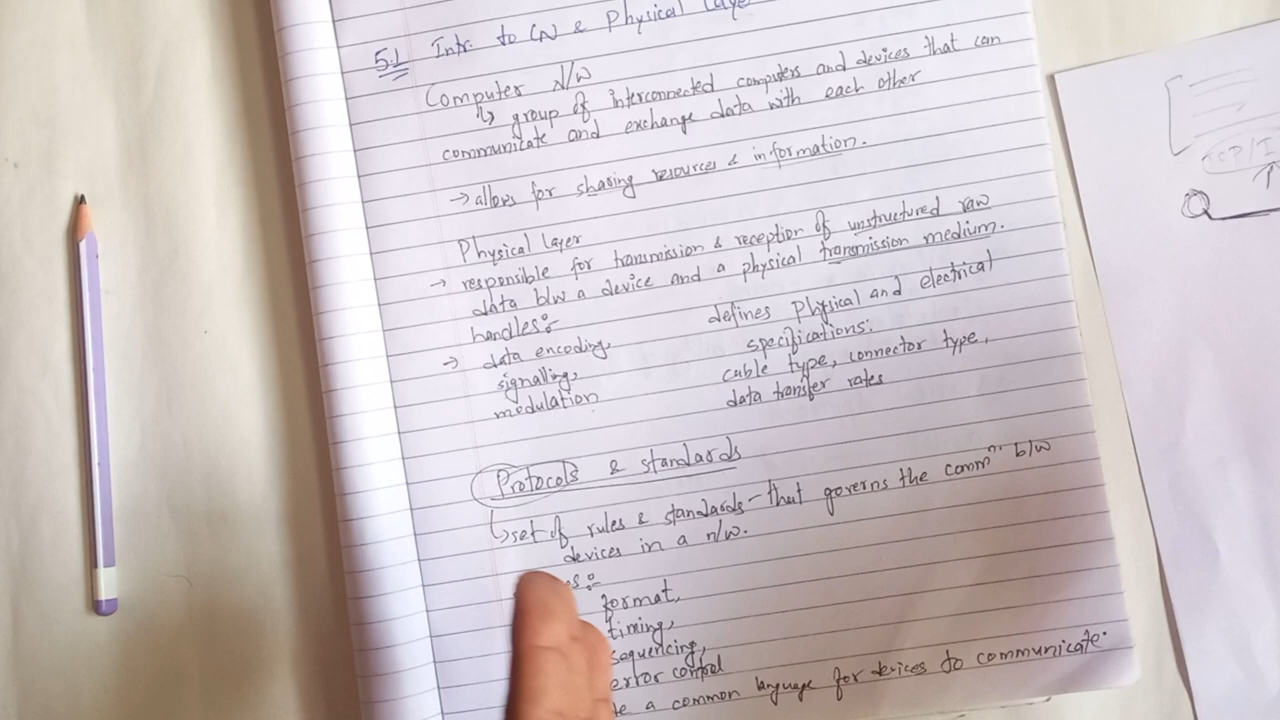 5.1 Intr. to CN & Physical Laye
Computer N/W
↳ group of interconnected computers and devices that can
communicate and exchange data with each other
→ allows for sharing resources & information.
Physical layer
→ responsible for transmission & reception of unstructured raw
data b/w a device and a physical transmission medium.
handles:-
→ data encoding,
signalling,
modulation
defines physical and electrical
specifications:
cable type, connector type,
data transfer rates
Protocols & standards
↳ set of rules & standards - that governs the commⁿ b/w
devices in a n/w.
s:-
format,
timing,
sequencing,
error control
a common language for devices to communicate.
TCP/I